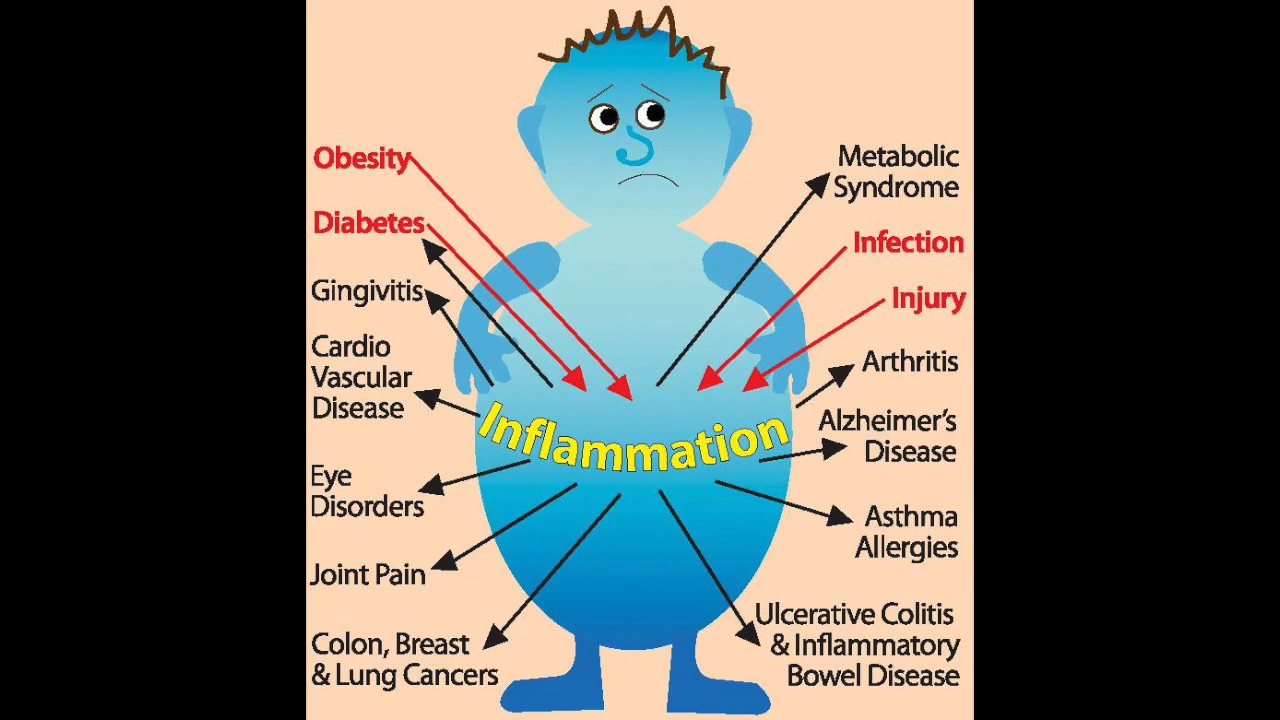 Obesity
Diabetes
Gingivitis
Cardio
Vascular
Disease
Eye
Disorders
Joint Pain
Colon, Breast
& Lung Cancers
Inflammation
Metabolic
Syndrome
Infection
Injury
Arthritis
Alzheimer's
Disease
Asthma
Allergies
Ulcerative Colitis
& Inflammatory
Bowel Disease